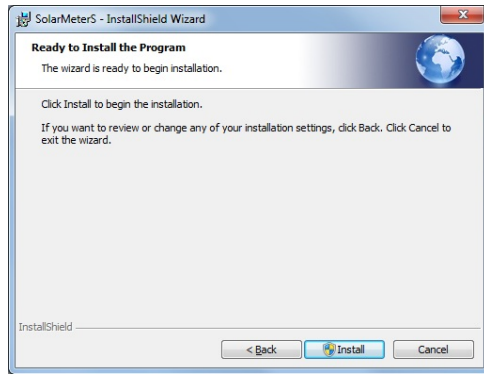 SolarMeterS - InstallShield Wizard
Ready to Install the Program
The wizard is ready to begin installation.
Click Install to begin the installation.
If you want to review or change any of your installation settings, click Back. Click Cancel to
exit the wizard.
InstallShield
< Back
Install
Cancel